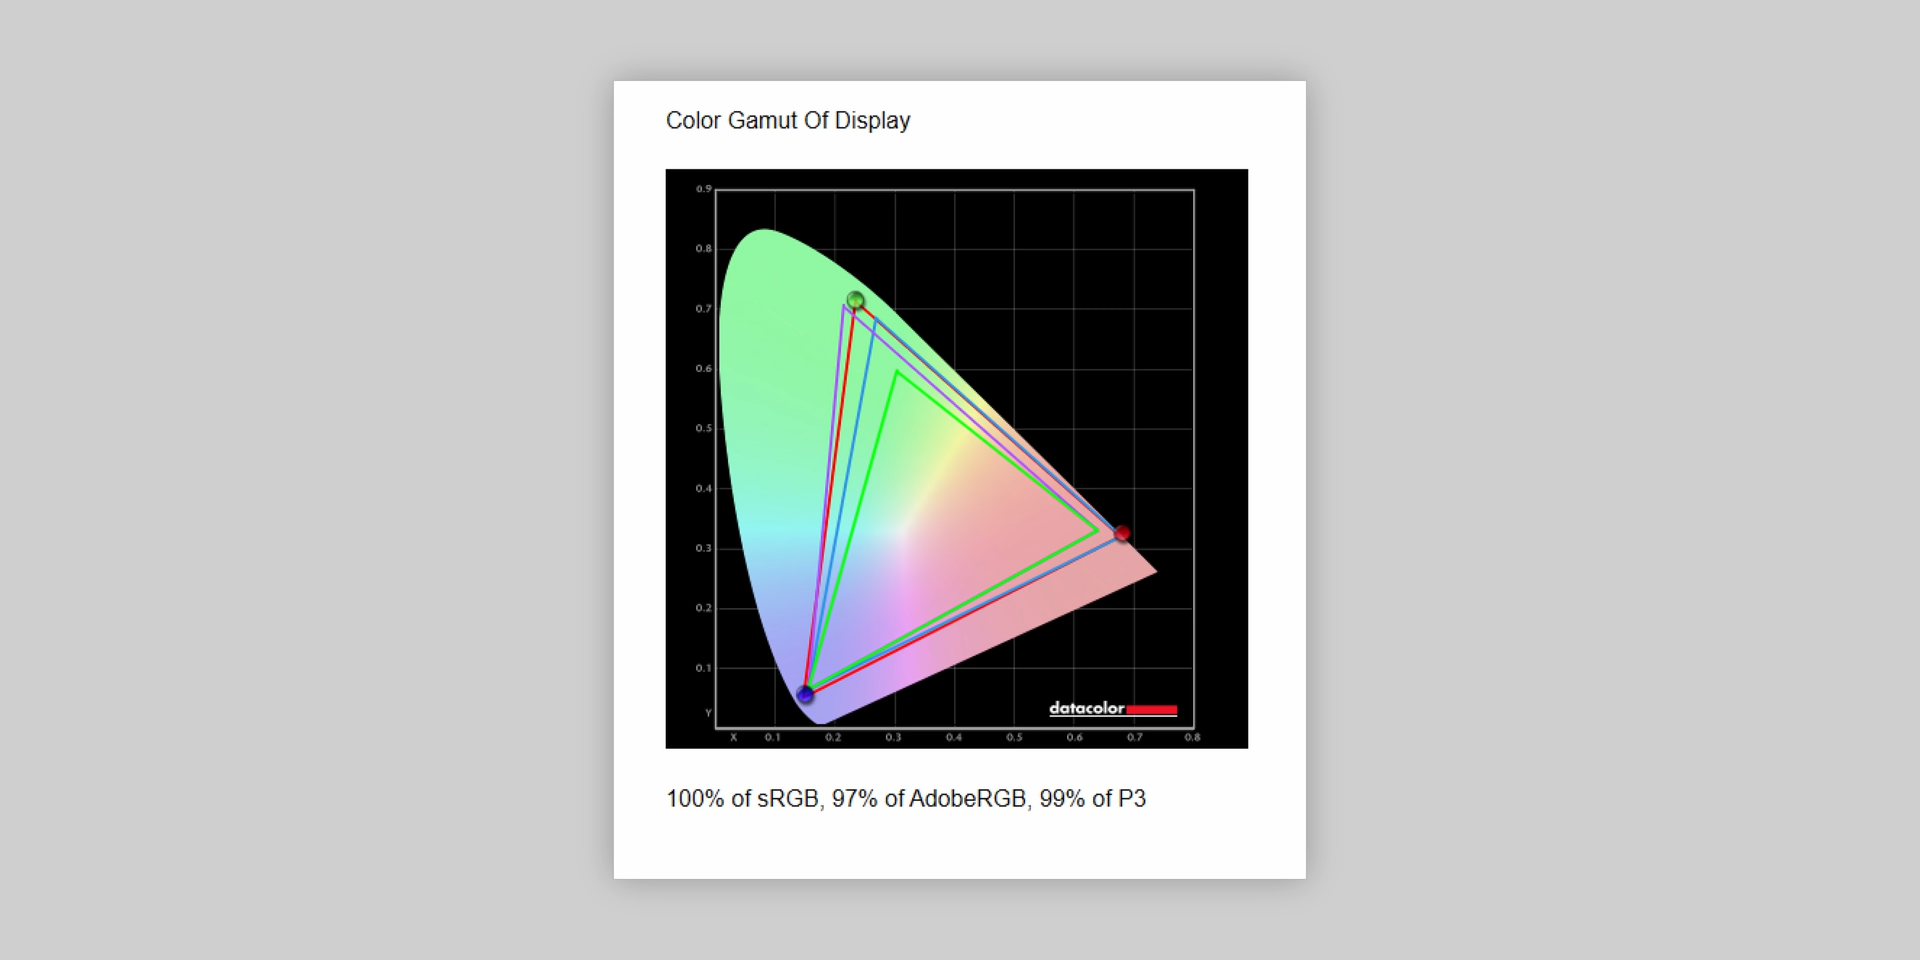 Color Gamut Of Display
0.9
0.8
0.7
0.6
0.5
0.4
0.3
0.2
0.1
Y
datacolor
X 0.1 0.2 0.3 0.4 0.5 0.6 0.7 0.8
100% of sRGB, 97% of AdobeRGB, 99% of P3